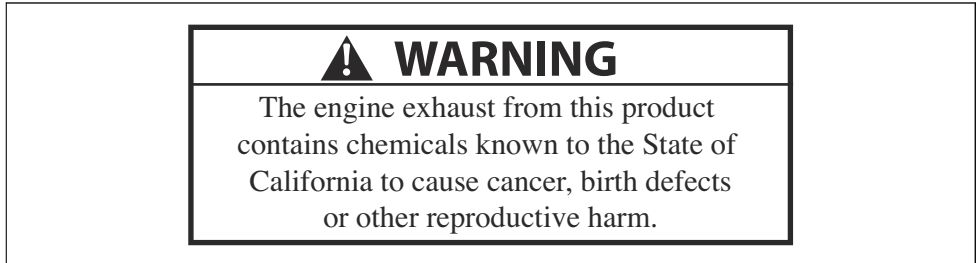 WARNING
The engine exhaust from this product
contains chemicals known to the State of
California to cause cancer, birth defects
or other reproductive harm.